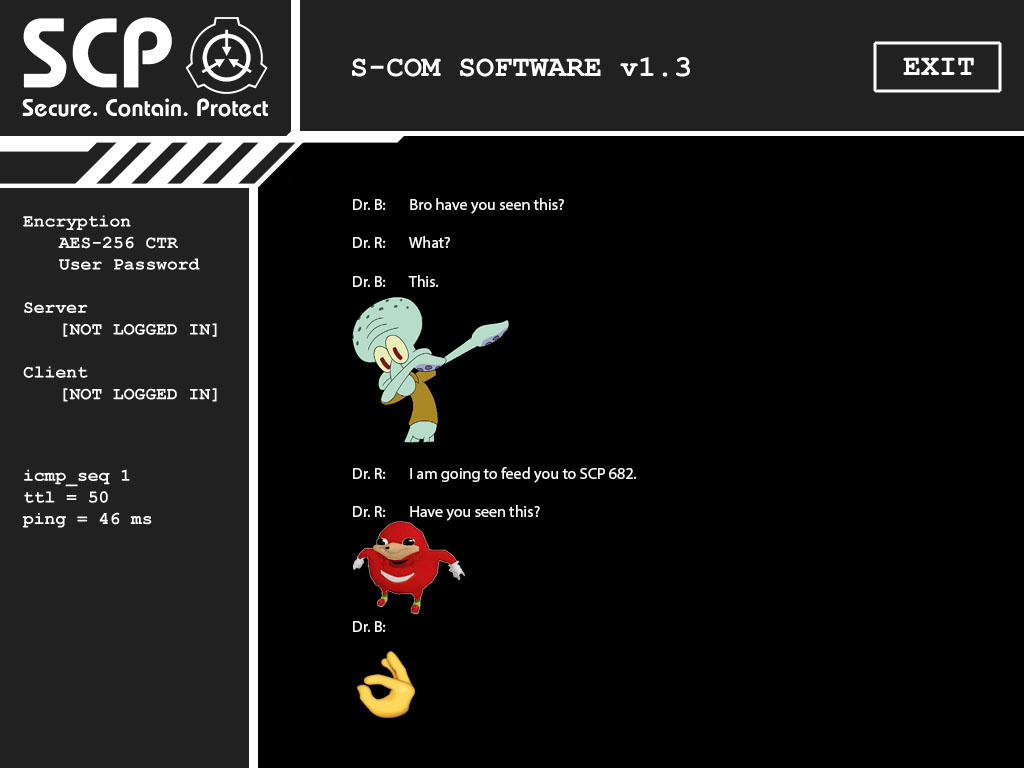 SCP
Secure. Contain. Protect
S-COM SOFTWARE v1.3
EXIT
Encryption
AES-256 CTR
User Password
Server
[NOT LOGGED IN]
Client
[NOT LOGGED IN]
icmp_seq 1
ttl = 50
ping = 46 ms
Dr. B: Bro have you seen this?
Dr. R: What?
Dr. B: This.
Dr. R: I am going to feed you to SCP 682.
Dr. R: Have you seen this?
Dr. B: